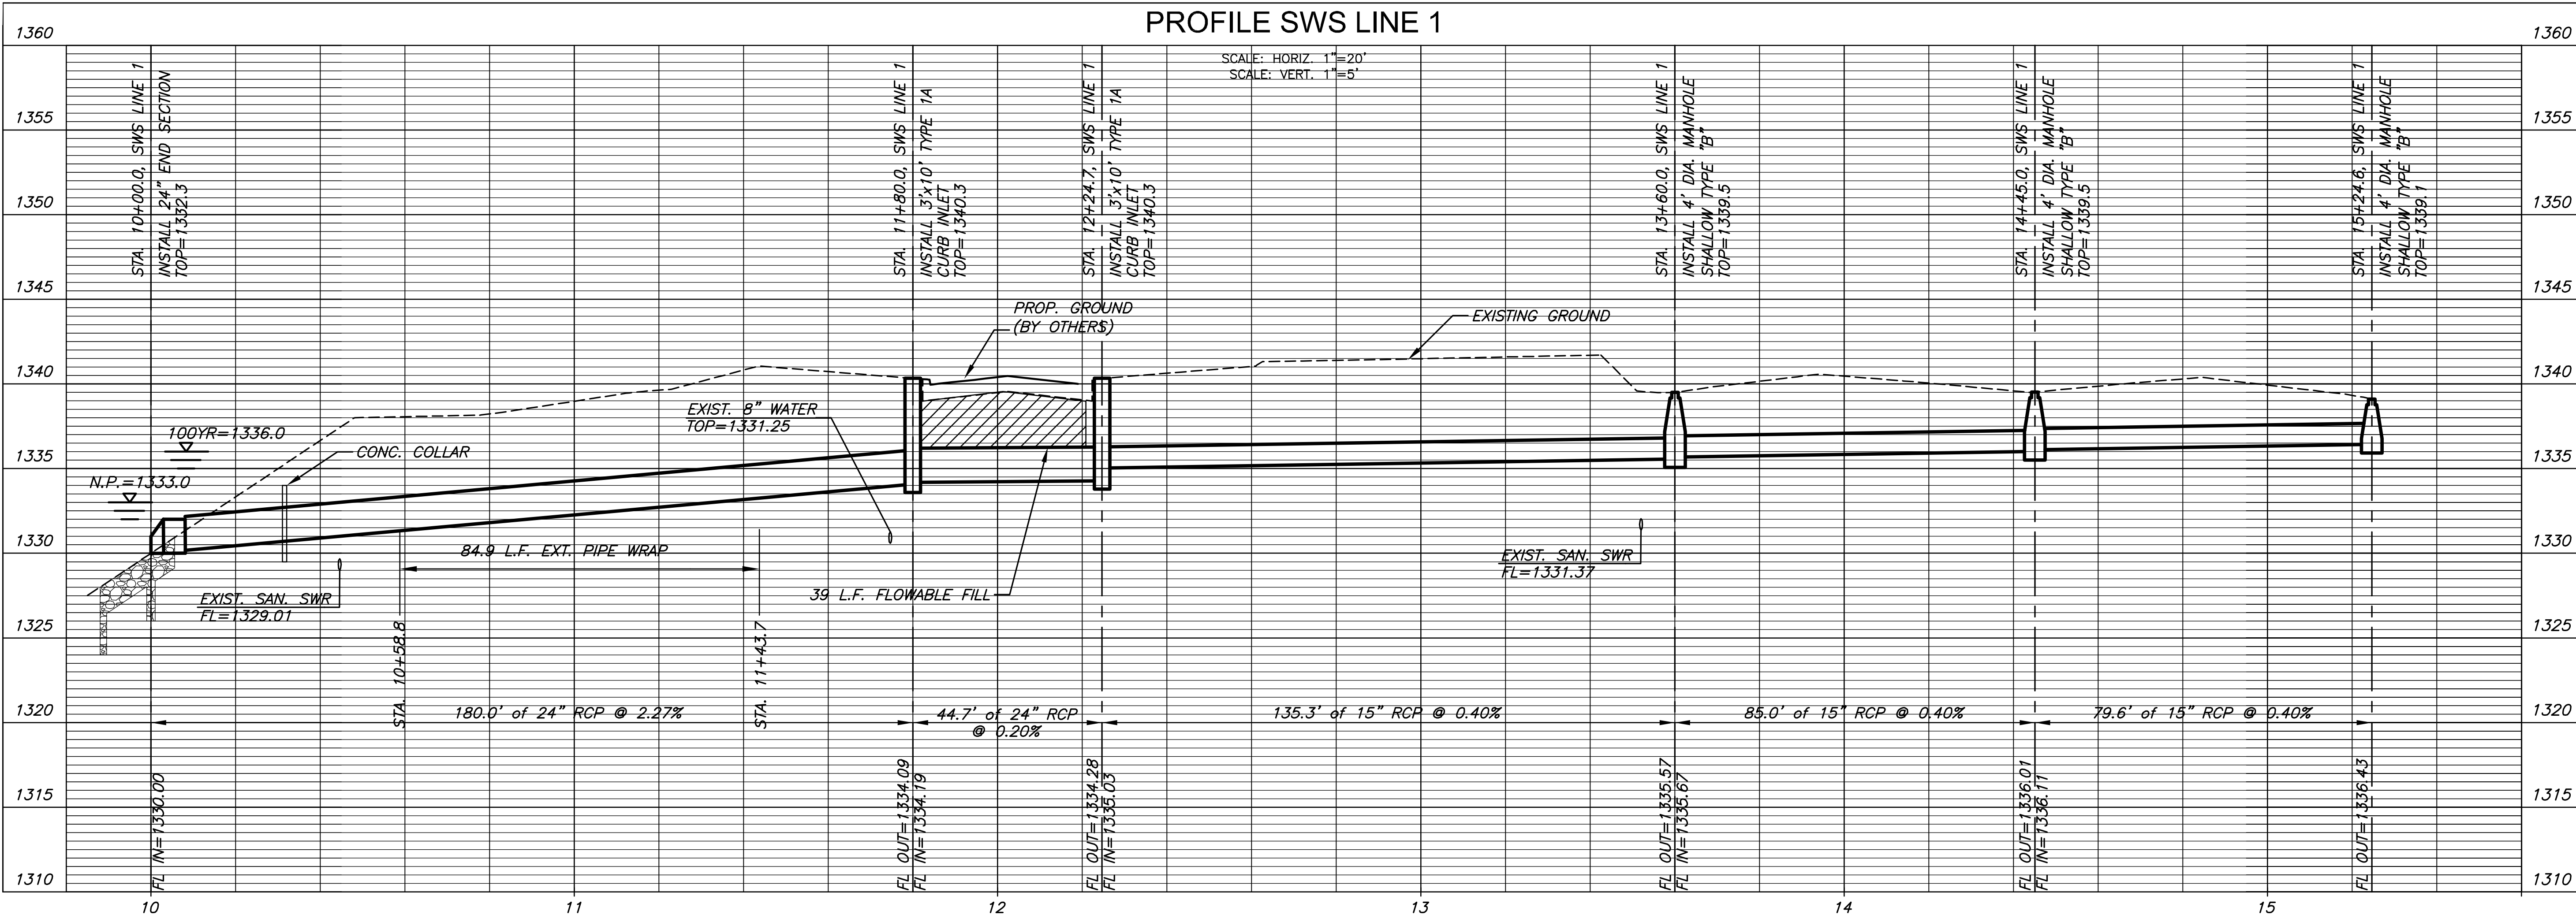 PROFILE SWS LINE 1
SCALE: HORIZ. 1"=20'
SCALE: VERT. 1"=5'
1360
1360
1355
1355
1350
1350
1345
1345
1340
1340
1335
1335
1330
1330
1325
1325
1320
1320
1315
1315
1310
1310
STA. 10+00.0, SWS LINE 1
INSTALL 24" END SECTION
TOP=1332.3
STA. 11+80.0, SWS LINE 1
INSTALL 3'x10' TYPE 1A
CURB INLET
TOP=1340.3
STA. 12+24.7, SWS LINE 1
INSTALL 3'x10' TYPE 1A
CURB INLET
TOP=1340.3
STA. 13+60.0, SWS LINE 1
INSTALL 4' DIA. MANHOLE
SHALLOW TYPE "B"
TOP=1339.5
STA. 14+45.0, SWS LINE 1
INSTALL 4' DIA. MANHOLE
SHALLOW TYPE "B"
TOP=1339.5
STA. 15+24.6, SWS LINE 1
INSTALL 4' DIA. MANHOLE
SHALLOW TYPE "B"
TOP=1339.1
PROP. GROUND
(BY OTHERS)
EXISTING GROUND
EXIST. 8" WATER
TOP=1331.25
100YR=1336.0
CONC. COLLAR
N.P.=1333.0
84.9 L.F. EXT. PIPE WRAP
EXIST. SAN. SWR
FL=1329.01
39 L.F. FLOWABLE FILL
EXIST. SAN. SWR
FL=1331.37
STA. 10+58.8
STA. 11+43.7
180.0' of 24" RCP @ 2.27%
44.7' of 24" RCP
@ 0.20%
135.3' of 15" RCP @ 0.40%
85.0' of 15" RCP @ 0.40%
79.6' of 15" RCP @ 0.40%
FL IN=1330.00
FL OUT=1334.09
FL IN=1334.19
FL OUT=1334.28
FL IN=1335.03
FL OUT=1335.57
FL IN=1335.67
FL OUT=1336.01
FL IN=1336.11
FL OUT=1336.43
10
11
12
13
14
15